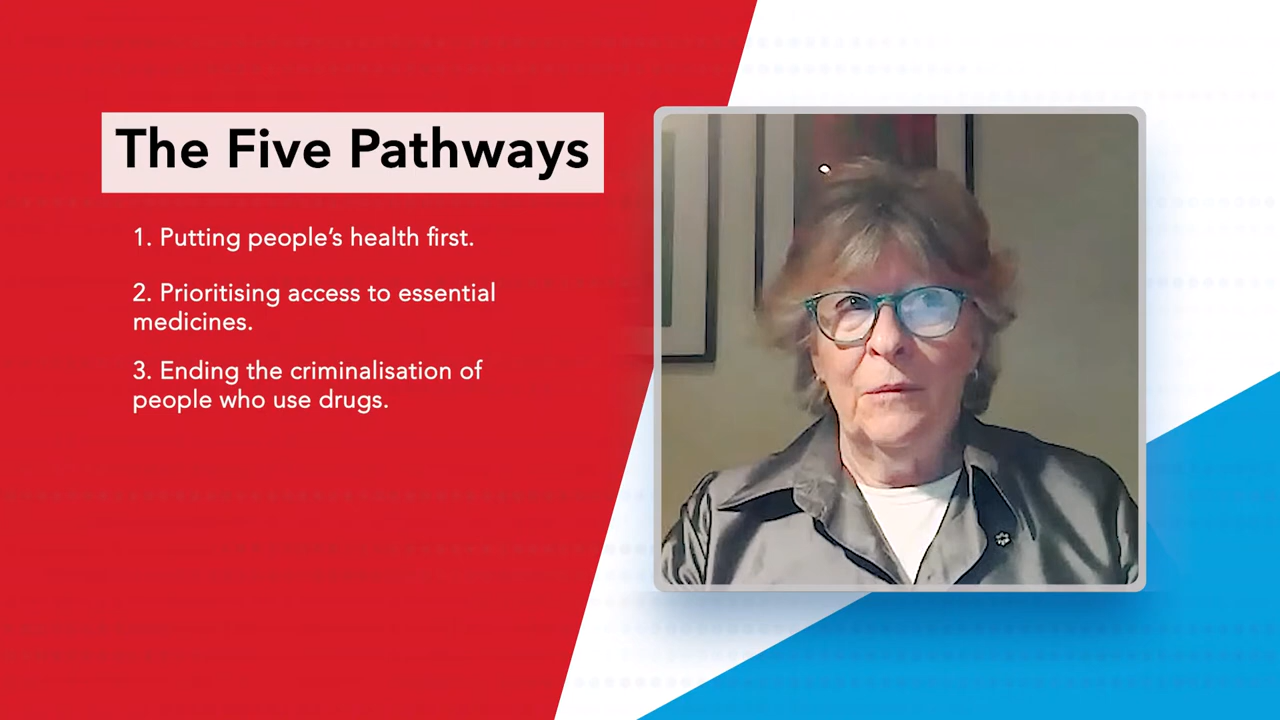 The Five Pathways
1. Putting people’s health first.
2. Prioritising access to essential
medicines.
3. Ending the criminalisation of
people who use drugs.